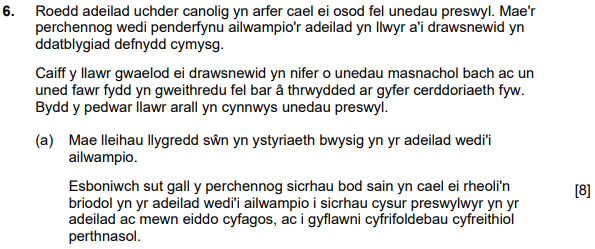 6. Roedd adeilad uchder canolig yn arfer cael ei osod fel unedau preswyl. Mae'r
perchennog wedi penderfynu ailwampio'r adeilad yn llwyr a'i drawsnewid yn
ddatblygiad defnydd cymysg.
Caiff y llawr gwaelod ei drawsnewid yn nifer o unedau masnachol bach ac un
uned fawr fydd yn gweithredu fel bar â thrwydded ar gyfer cerddoriaeth fyw.
Bydd y pedwar llawr arall yn cynnwys unedau preswyl.
(a) Mae lleihau llygredd sŵn yn ystyriaeth bwysig yn yr adeilad wedi'i
ailwampio.
Esboniwch sut gall y perchennog sicrhau bod sain yn cael ei rheoli'n [8]
briodol yn yr adeilad wedi'i ailwampio i sicrhau cysur preswylwyr yn yr
adeilad ac mewn eiddo cyfagos, ac i gyflawni cyfrifoldebau cyfreithiol
perthnasol.